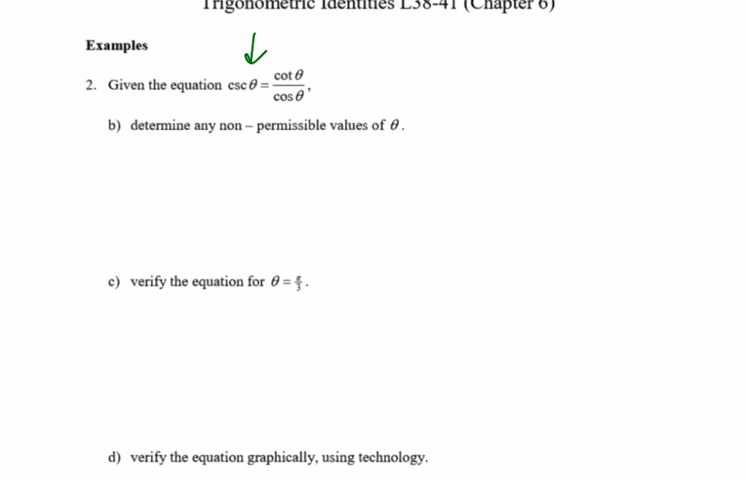 Trigonometric Identities L38-41 (Chapter 6)
Examples
2. Given the equation csc θ = cot θ / cos θ,
b) determine any non – permissible values of θ.
c) verify the equation for θ = π/3.
d) verify the equation graphically, using technology.